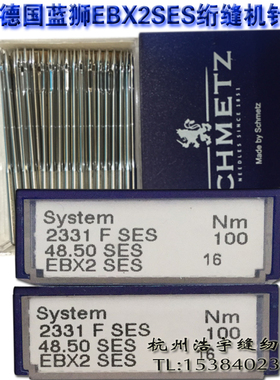 德国蓝狮EBX2SES绗缝机针
SCHMETZ
NEEDLES SINCE 1851
Made by Schmetz
System Nm
2331 F SES 100
48.50 SES
EBX2 SES 16
System Nm
2331 F SES 100
48.50 SES
EBX2 SES 16
杭州浩宇缝纫
TL:15384023